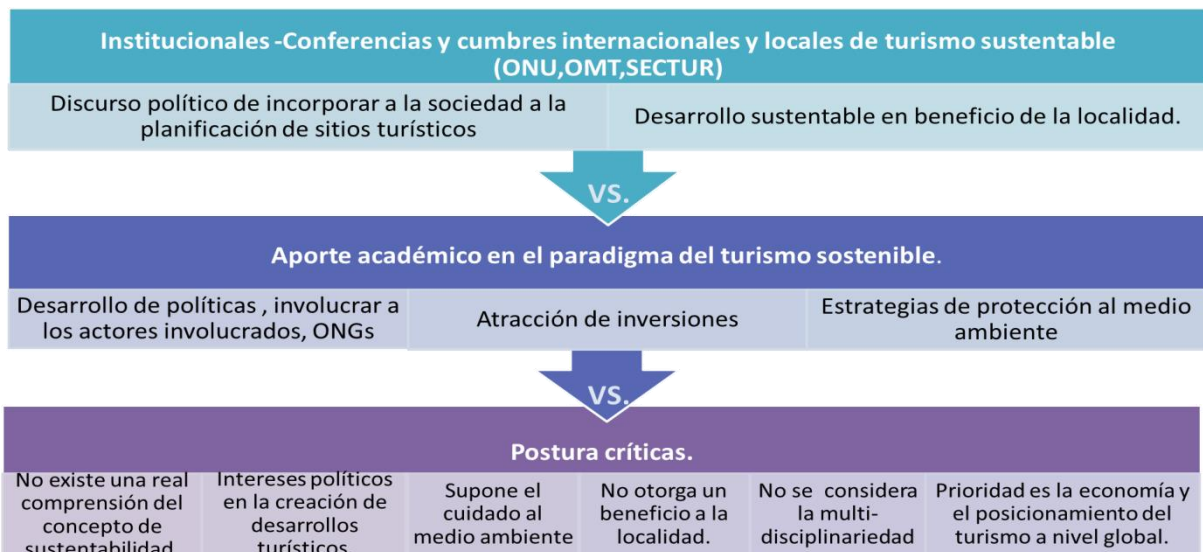 Institucionales -Conferencias y cumbres internacionales y locales de turismo sustentable
(ONU,OMT,SECTUR)
Discurso político de incorporar a la sociedad a la
planificación de sitios turísticos
Desarrollo sustentable en beneficio de la localidad.
VS.
Aporte académico en el paradigma del turismo sostenible.
Desarrollo de políticas , involucrar a
los actores involucrados, ONGs
Atracción de inversiones
Estrategias de protección al medio
ambiente
VS.
Postura críticas.
No existe una real
comprensión del
concepto de
sustentabilidad
Intereses políticos
en la creación de
desarrollos
turísticos
Supone el
cuidado al
medio ambiente
No otorga un
beneficio a la
localidad.
No se considera
la multi-
disciplinariedad
Prioridad es la economía y
el posicionamiento del
turismo a nivel global.